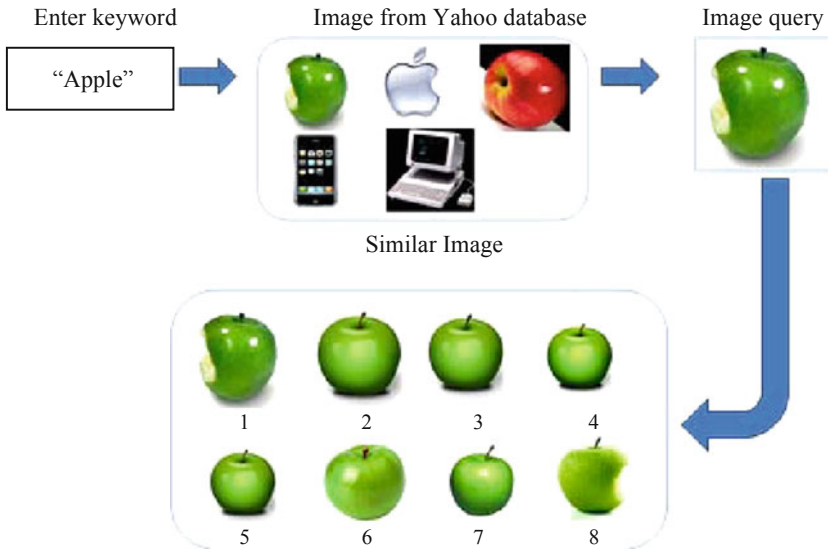 Enter keyword
Image from Yahoo database
Image query
“Apple”
Similar Image
1
2
3
4
5
6
7
8